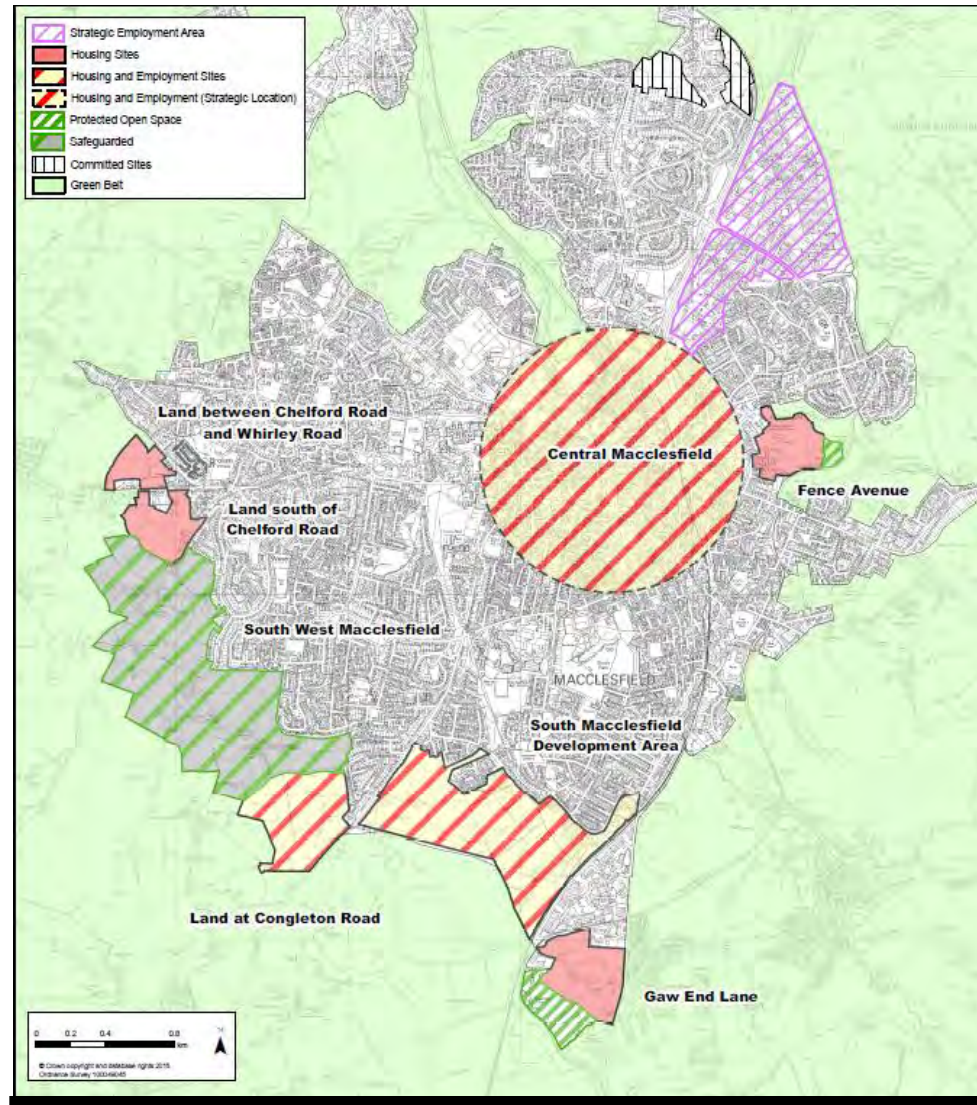 Strategic Employment Area
Housing Sites
Housing and Employment Sites
Housing and Employment (Strategic Location)
Protected Open Space
Safeguarded
Committed Sites
Green Belt
Land between Chelford Road
and Whirley Road
Central Macclesfield
Fence Avenue
Land south of
Chelford Road
South West Macclesfield
MACCLESFIELD
South Macclesfield
Development Area
Land at Congleton Road
Gaw End Lane
0 0.2 0.4 0.8
km
© Crown copyright and database rights 2015.
Ordnance Survey 100049045